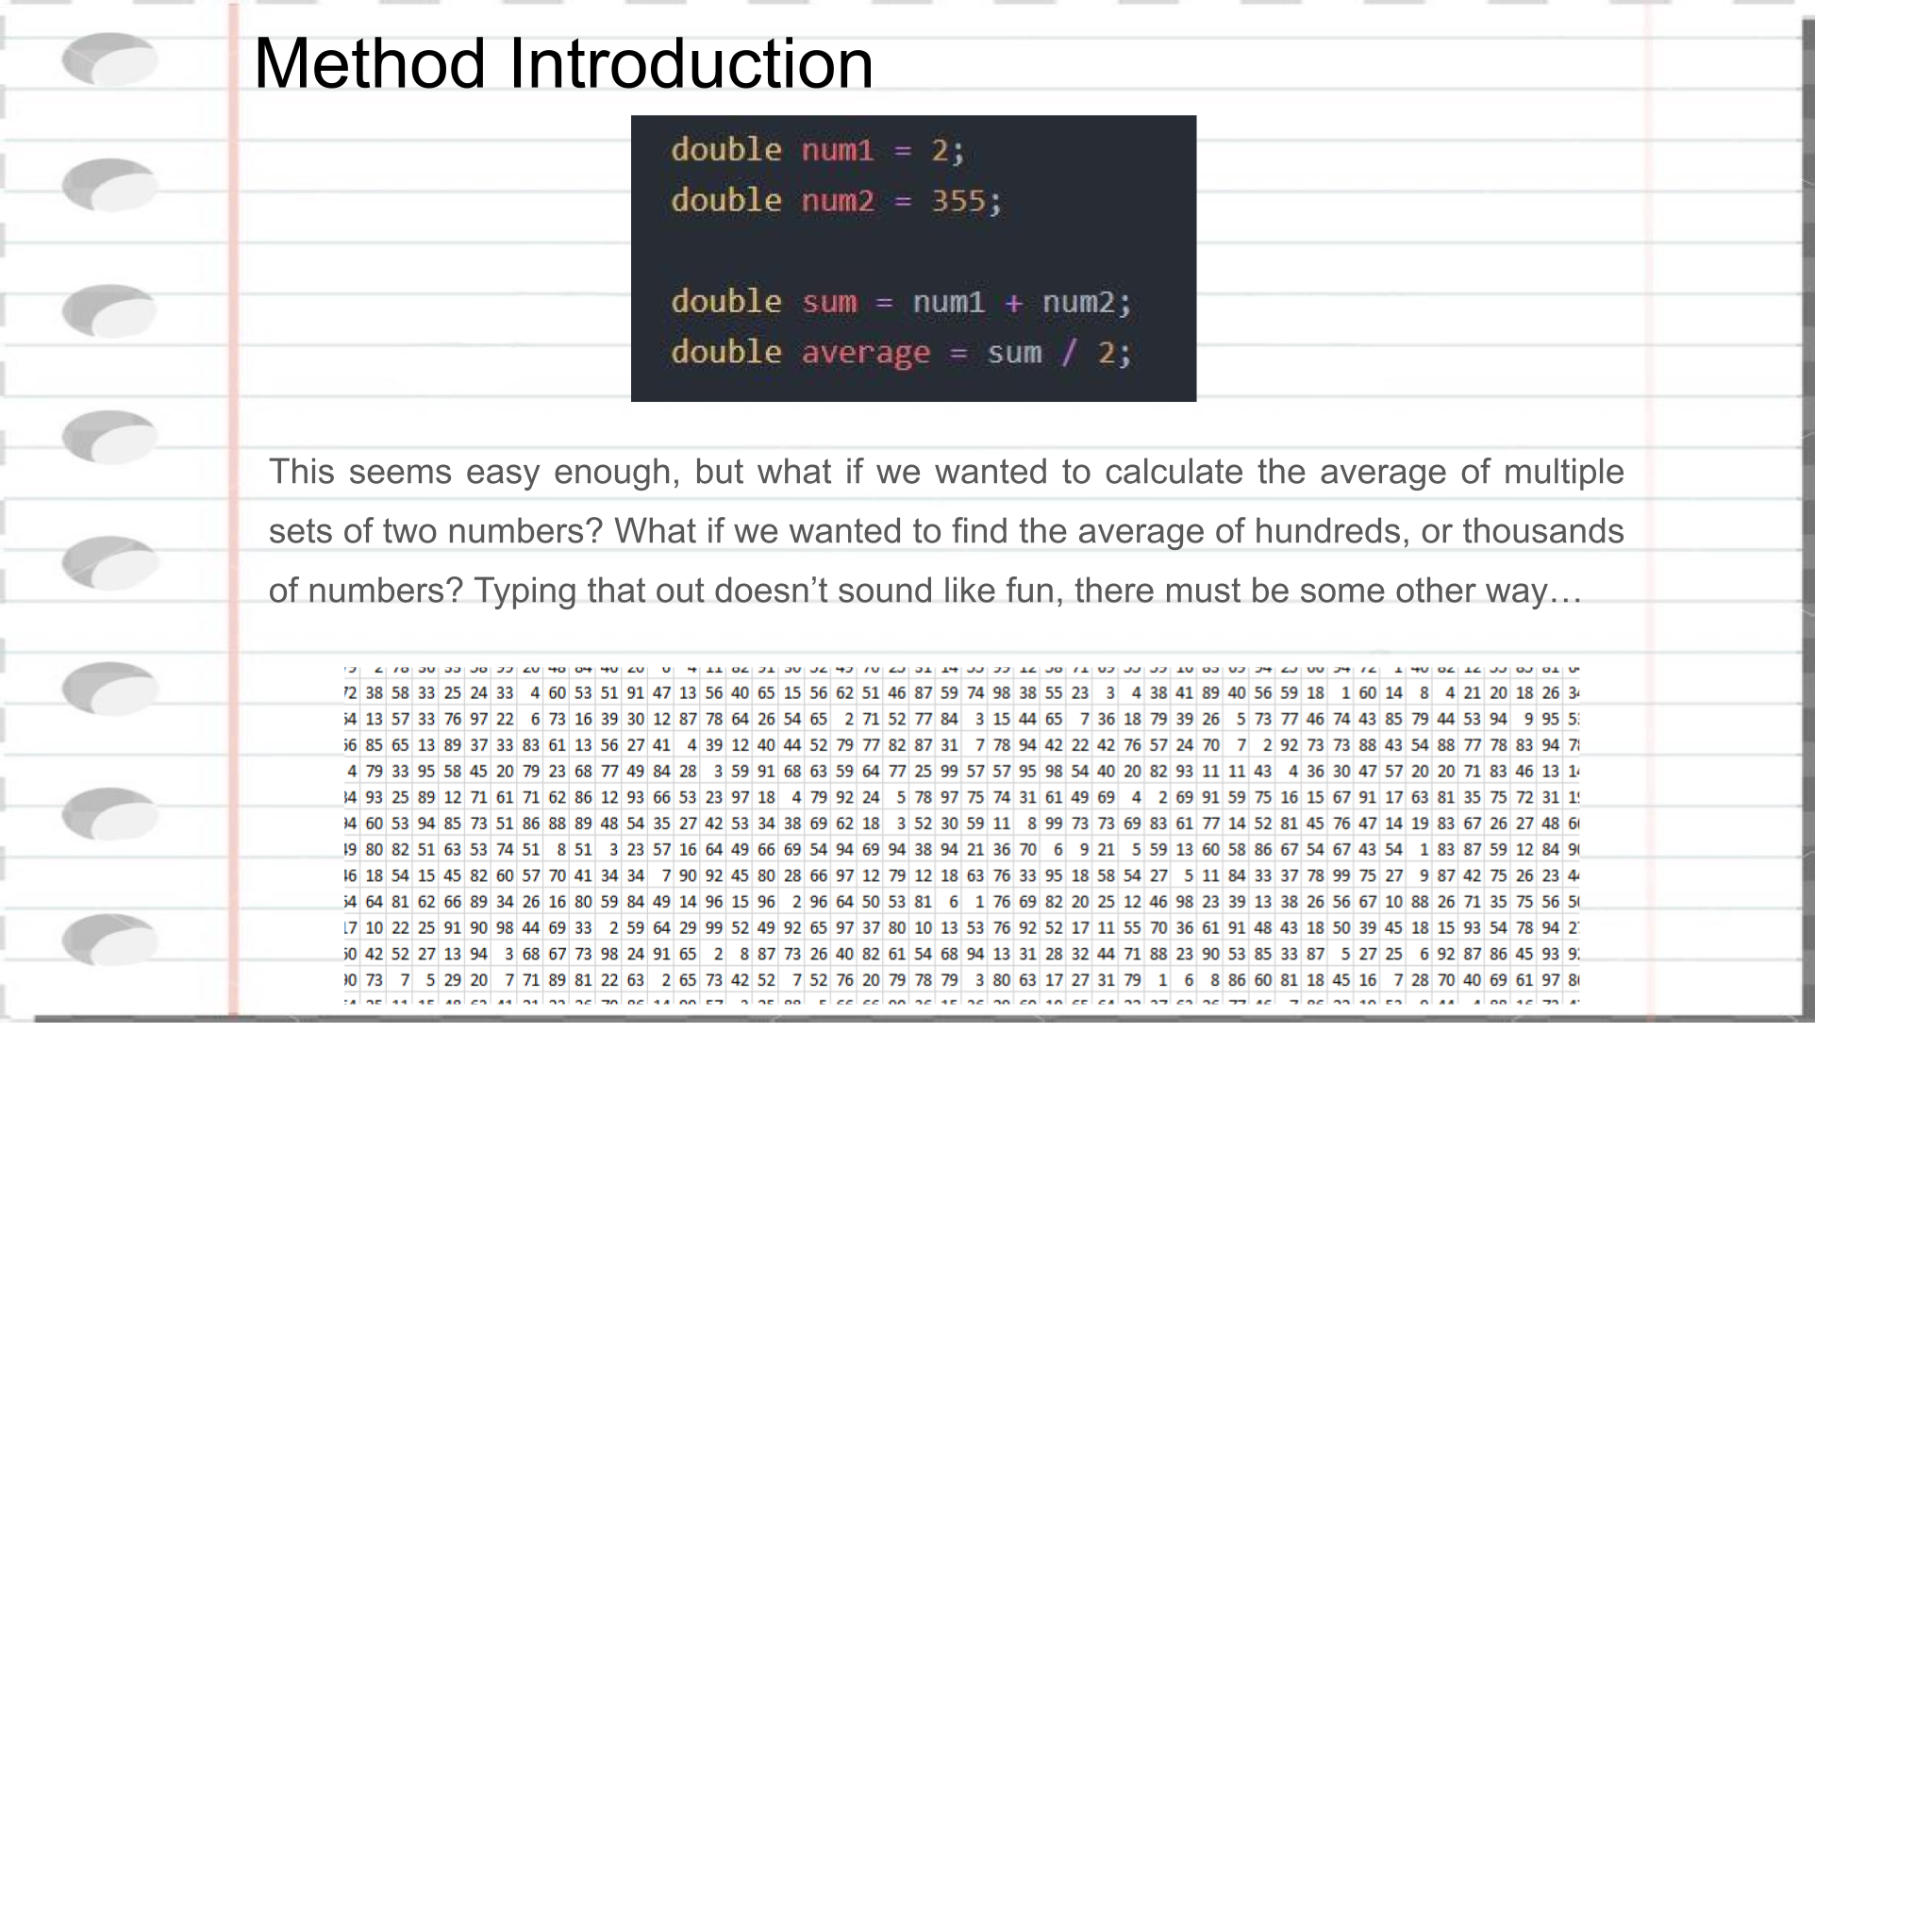 Method Introduction
double num1 = 2;
double num2 = 355;
double sum = num1 + num2;
double average = sum / 2;
This seems easy enough, but what if we wanted to calculate the average of multiple
sets of two numbers? What if we wanted to find the average of hundreds, or thousands
of numbers? Typing that out doesn’t sound like fun, there must be some other way…
72 38 58 33 25 24 33 4 60 53 51 91 47 13 56 40 65 15 56 62 51 46 87 59 74 98 38 55 23 3 4 38 41 89 40 56 59 18 1 60 14 8 4 21 20 18 26
13 57 33 76 97 22 6 73 16 39 30 12 87 78 64 26 54 65 2 71 52 77 84 3 15 44 65 7 36 18 79 39 26 5 73 77 46 74 43 85 79 44 53 94 9 95
85 65 13 89 37 33 83 61 13 56 27 41 4 39 12 40 44 52 79 77 82 87 31 7 78 94 42 22 42 76 57 24 70 7 2 92 73 73 88 43 54 88 77 78 83 94
4 79 33 95 58 45 20 79 23 68 77 49 84 28 3 59 91 68 63 59 64 77 25 99 57 57 95 98 54 40 20 82 93 11 11 43 4 36 30 47 57 20 20 71 83 46 13
93 25 89 12 71 61 71 62 86 12 93 66 53 23 97 18 4 79 92 24 5 78 97 75 74 31 61 49 69 4 2 69 91 59 75 16 15 67 91 17 63 81 35 75 72 31
60 53 94 85 73 51 86 88 89 48 54 35 27 42 53 34 38 69 62 18 3 52 30 59 11 8 99 73 73 69 83 61 77 14 52 81 45 76 47 14 19 83 67 26 27 48
80 82 51 63 53 74 51 8 51 3 23 57 16 64 49 66 69 54 94 69 94 38 94 21 36 70 6 9 21 5 59 13 60 58 86 67 54 67 43 54 1 83 87 59 12 84
18 54 15 45 82 60 57 70 41 34 34 7 90 92 45 80 28 66 97 12 79 12 18 63 76 33 95 18 58 54 27 5 11 84 33 37 78 99 75 27 9 87 42 75 26 23
64 81 62 66 89 34 26 16 80 59 84 49 14 96 15 96 2 96 64 50 53 81 6 1 76 69 82 20 25 12 46 98 23 39 13 38 26 56 67 10 88 26 71 35 75 56
10 22 25 91 90 98 44 69 33 2 59 64 29 99 52 49 92 65 97 37 80 10 13 53 76 92 52 17 11 55 70 36 61 91 48 43 18 50 39 45 18 15 93 54 78 94
42 52 27 13 94 3 68 67 73 98 24 91 65 2 8 87 73 26 40 82 61 54 68 94 13 31 28 32 44 71 88 23 90 53 85 33 87 5 27 25 6 92 87 86 45 93
73 7 5 29 20 7 71 89 81 22 63 2 65 73 42 52 7 52 76 20 79 78 79 3 80 63 17 27 31 79 1 6 8 86 60 81 18 45 16 7 28 70 40 69 61 97